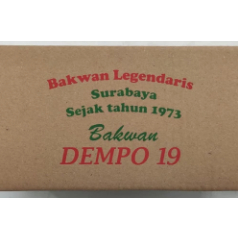 Bakwan Legendaris
Surabaya
Sejak tahun 1973
Bakwan
DEMPO 19